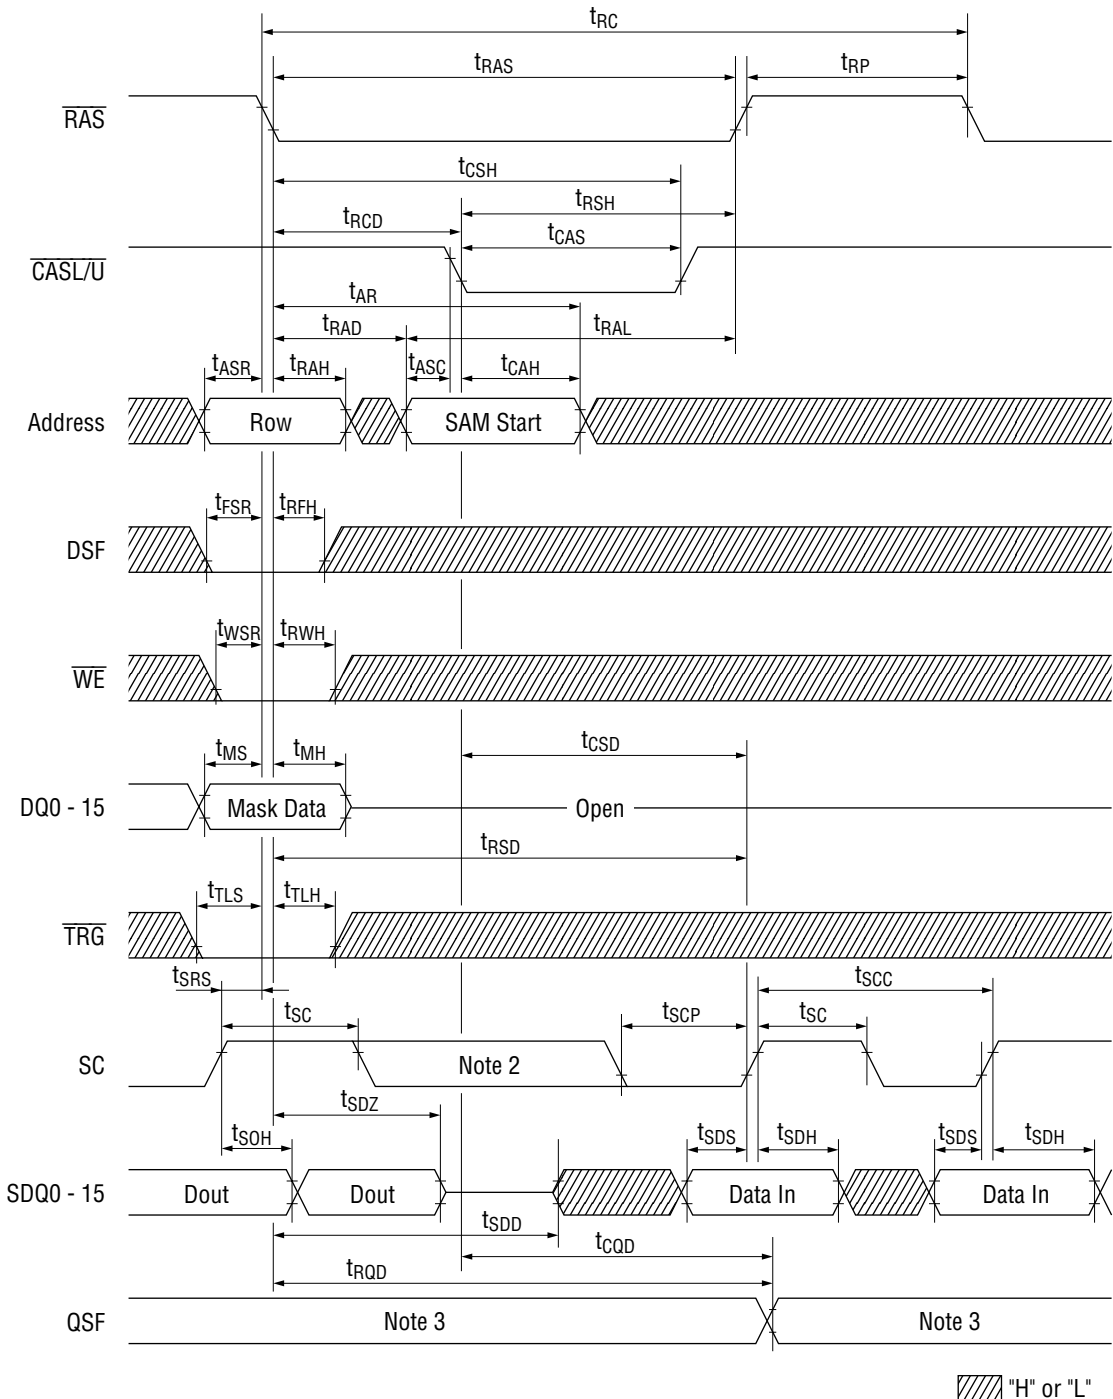 tRC
tRAS
tRP
RAS
tCSH
tRSH
tRCD
tCAS
CASL/U
tAR
tRAD
tRAL
tASR
tRAH
tASC
tCAH
Address
Row
SAM Start
tFSR
tRFH
DSF
tWSR
tRWH
WE
tCSD
tMS
tMH
DQ0 - 15
Mask Data
Open
tRSD
tTLS
tTLH
TRG
tSRS
tSCC
tSC
tSCP
tSC
SC
Note 2
tSDZ
tSOH
tSDS
tSDH
tSDS
tSDH
SDQ0 - 15
Dout
Dout
Data In
Data In
tSDD
tCQD
tRQD
QSF
Note 3
Note 3
"H" or "L"